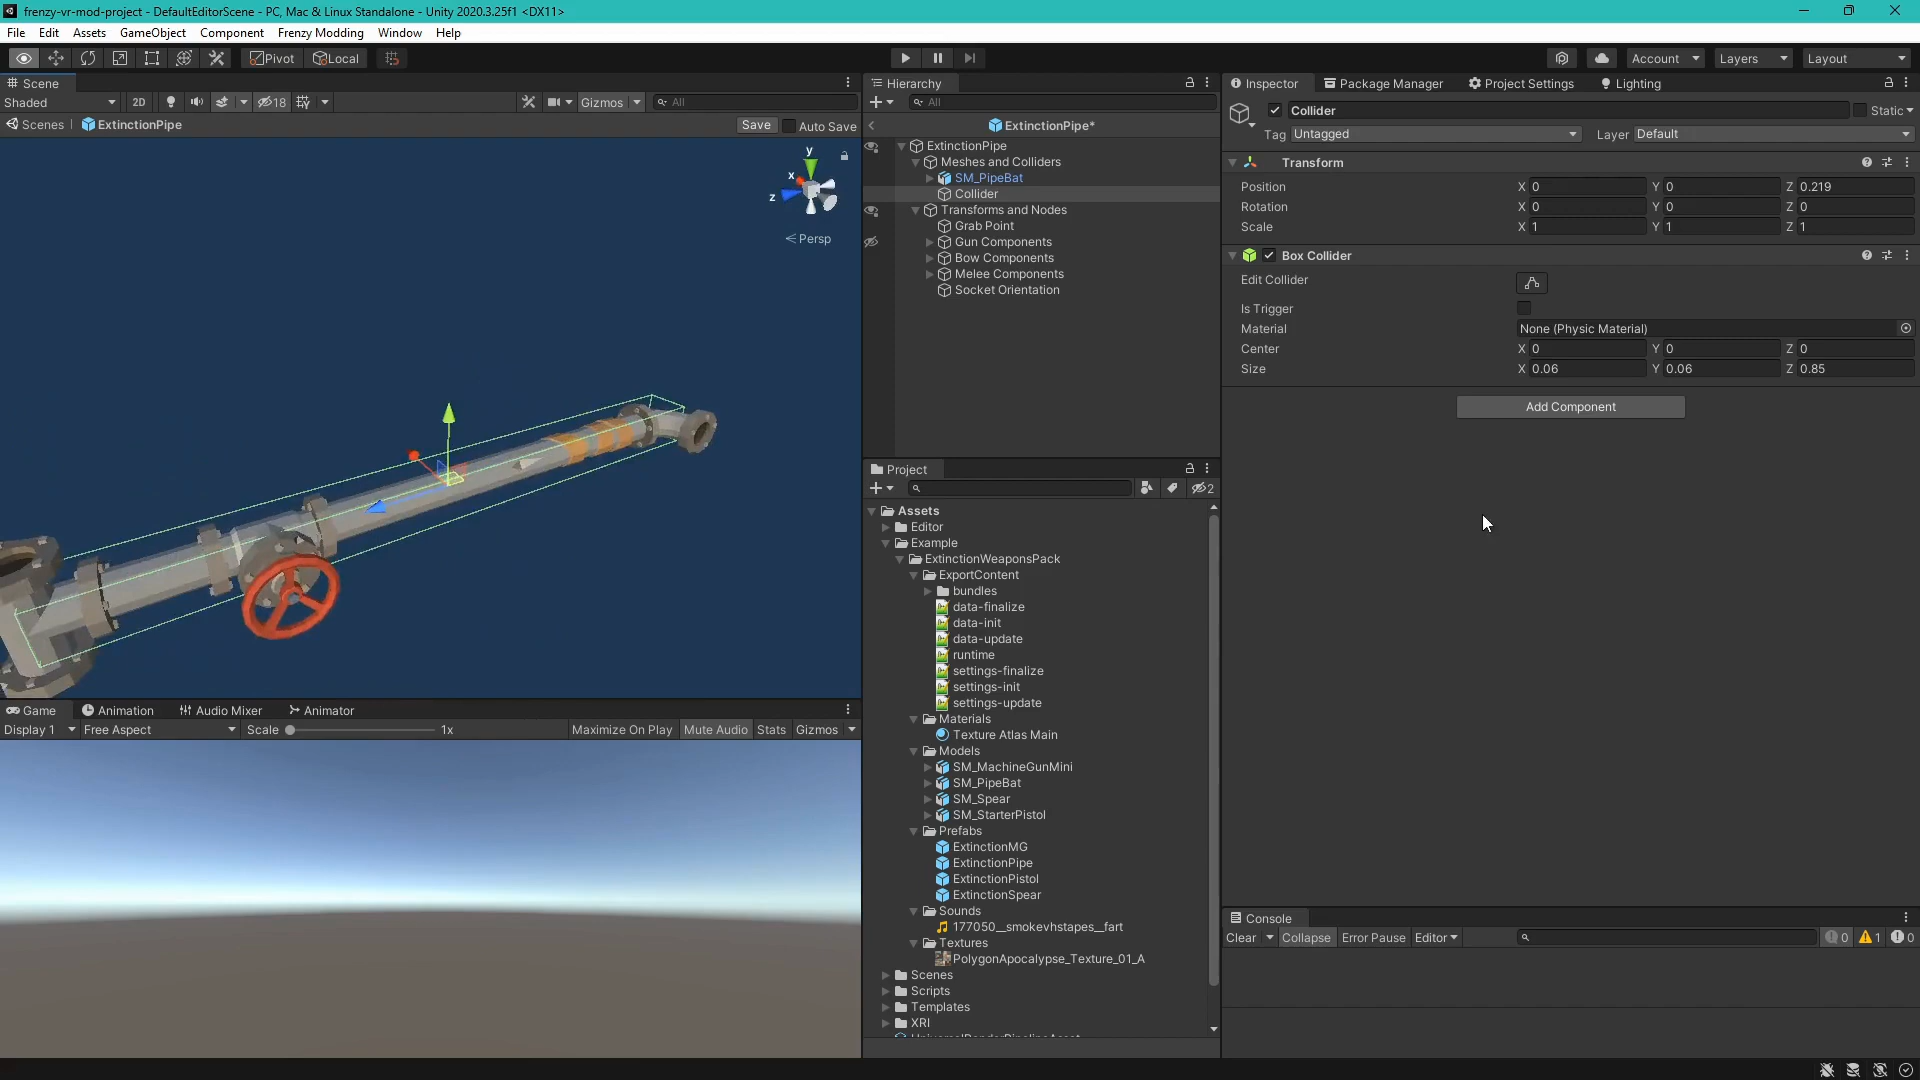 frenzy-vr-mod-project - DefaultEditorScene - PC, Mac & Linux Standalone - Unity 2020.3.25f1 <DX11>
File Edit Assets GameObject Component Frenzy Modding Window Help
Pivot Local Account Layers Layout
Scene
Shaded 2D 18 Gizmos All
Scenes ExtinctionPipe Save Auto Save
y
x
z
Persp
Game Animation Audio Mixer Animator
Display 1 Free Aspect Scale 1x Maximize On Play Mute Audio Stats Gizmos
Hierarchy
All
ExtinctionPipe*
ExtinctionPipe
Meshes and Colliders
SM_PipeBat
Collider
Transforms and Nodes
Grab Point
Gun Components
Bow Components
Melee Components
Socket Orientation
Project
2
Assets
Editor
Example
ExtinctionWeaponsPack
ExportContent
bundles
data-finalize
data-init
data-update
runtime
settings-finalize
settings-init
settings-update
Materials
Texture Atlas Main
Models
SM_MachineGunMini
SM_PipeBat
SM_Spear
SM_StarterPistol
Prefabs
ExtinctionMG
ExtinctionPipe
ExtinctionPistol
ExtinctionSpear
Sounds
177050__smokevhstapes__fart
Textures
PolygonApocalypse_Texture_01_A
Scenes
Scripts
Templates
XRI
Inspector Package Manager Project Settings Lighting
Collider Static
Tag Untagged Layer Default
Transform
Position X 0 Y 0 Z 0.219
Rotation X 0 Y 0 Z 0
Scale X 1 Y 1 Z 1
Box Collider
Edit Collider
Is Trigger
Material None (Physic Material)
Center X 0 Y 0 Z 0
Size X 0.06 Y 0.06 Z 0.85
Add Component
Console
Clear Collapse Error Pause Editor 0 1 0